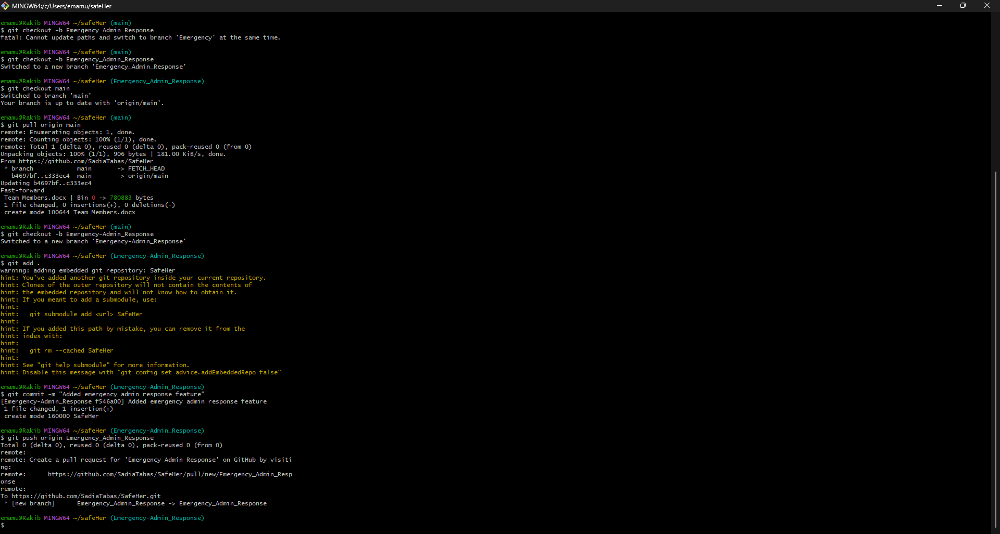 MINGW64:/c/Users/emamu/safeHer
emamu@Rakib MINGW64 ~/safeHer (main)
$ git checkout -b Emergency Admin Response
fatal: Cannot update paths and switch to branch 'Emergency' at the same time.
emamu@Rakib MINGW64 ~/safeHer (main)
$ git checkout -b Emergency_Admin_Response
Switched to a new branch 'Emergency_Admin_Response'
emamu@Rakib MINGW64 ~/safeHer (Emergency_Admin_Response)
$ git checkout main
Switched to branch 'main'
Your branch is up to date with 'origin/main'.
emamu@Rakib MINGW64 ~/safeHer (main)
$ git pull origin main
remote: Enumerating objects: 1, done.
remote: Counting objects: 100% (1/1), done.
remote: Total 1 (delta 0), reused 0 (delta 0), pack-reused 0 (from 0)
Unpacking objects: 100% (1/1), 906 bytes | 181.00 KiB/s, done.
From https://github.com/SadiaTabas/SafeHer
 * branch            main       -> FETCH_HEAD
   b4697bf..c333ec4  main       -> origin/main
Updating b4697bf..c333ec4
Fast-forward
 Team Members.docx | Bin 0 -> 780883 bytes
 1 file changed, 0 insertions(+), 0 deletions(-)
 create mode 100644 Team Members.docx
emamu@Rakib MINGW64 ~/safeHer (main)
$ git checkout -b Emergency-Admin_Response
Switched to a new branch 'Emergency-Admin_Response'
emamu@Rakib MINGW64 ~/safeHer (Emergency-Admin_Response)
$ git add .
warning: adding embedded git repository: SafeHer
hint: You've added another git repository inside your current repository.
hint: Clones of the outer repository will not contain the contents of
hint: the embedded repository and will not know how to obtain it.
hint: If you meant to add a submodule, use:
hint:
hint:   git submodule add <url> SafeHer
hint:
hint: If you added this path by mistake, you can remove it from the
hint: index with:
hint:
hint:   git rm --cached SafeHer
hint:
hint: See "git help submodule" for more information.
hint: Disable this message with "git config set advice.addEmbeddedRepo false"
emamu@Rakib MINGW64 ~/safeHer (Emergency-Admin_Response)
$ git commit -m "Added emergency admin response feature"
[Emergency-Admin_Response f546a00] Added emergency admin response feature
 1 file changed, 1 insertion(+)
 create mode 160000 SafeHer
emamu@Rakib MINGW64 ~/safeHer (Emergency-Admin_Response)
$ git push origin Emergency_Admin_Response
Total 0 (delta 0), reused 0 (delta 0), pack-reused 0 (from 0)
remote:
remote: Create a pull request for 'Emergency_Admin_Response' on GitHub by visiti
ng:
remote:      https://github.com/SadiaTabas/SafeHer/pull/new/Emergency_Admin_Resp
onse
remote:
To https://github.com/SadiaTabas/SafeHer.git
 * [new branch]      Emergency_Admin_Response -> Emergency_Admin_Response
emamu@Rakib MINGW64 ~/safeHer (Emergency-Admin_Response)
$